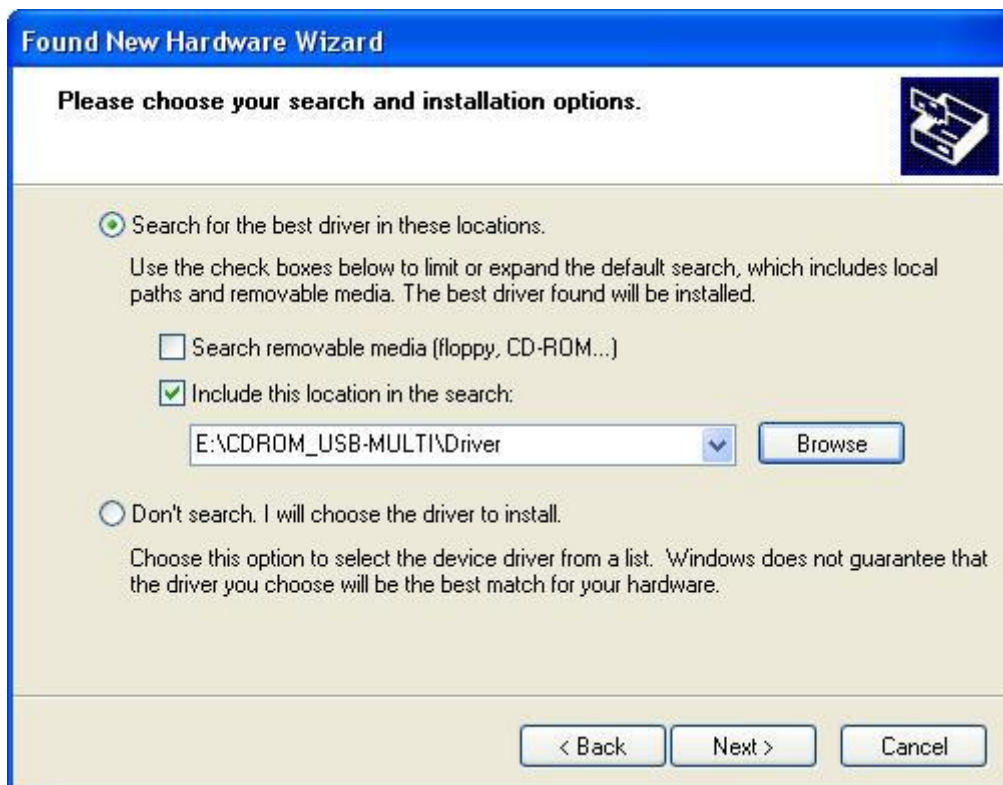 Found New Hardware Wizard
Please choose your search and installation options.
Search for the best driver in these locations.
Use the check boxes below to limit or expand the default search, which includes local
paths and removable media. The best driver found will be installed.
Search removable media (floppy, CD-ROM...)
Include this location in the search:
E:\CDROM_USB-MULTI\Driver
Browse
Don't search. I will choose the driver to install.
Choose this option to select the device driver from a list. Windows does not guarantee that
the driver you choose will be the best match for your hardware.
< Back
Next >
Cancel